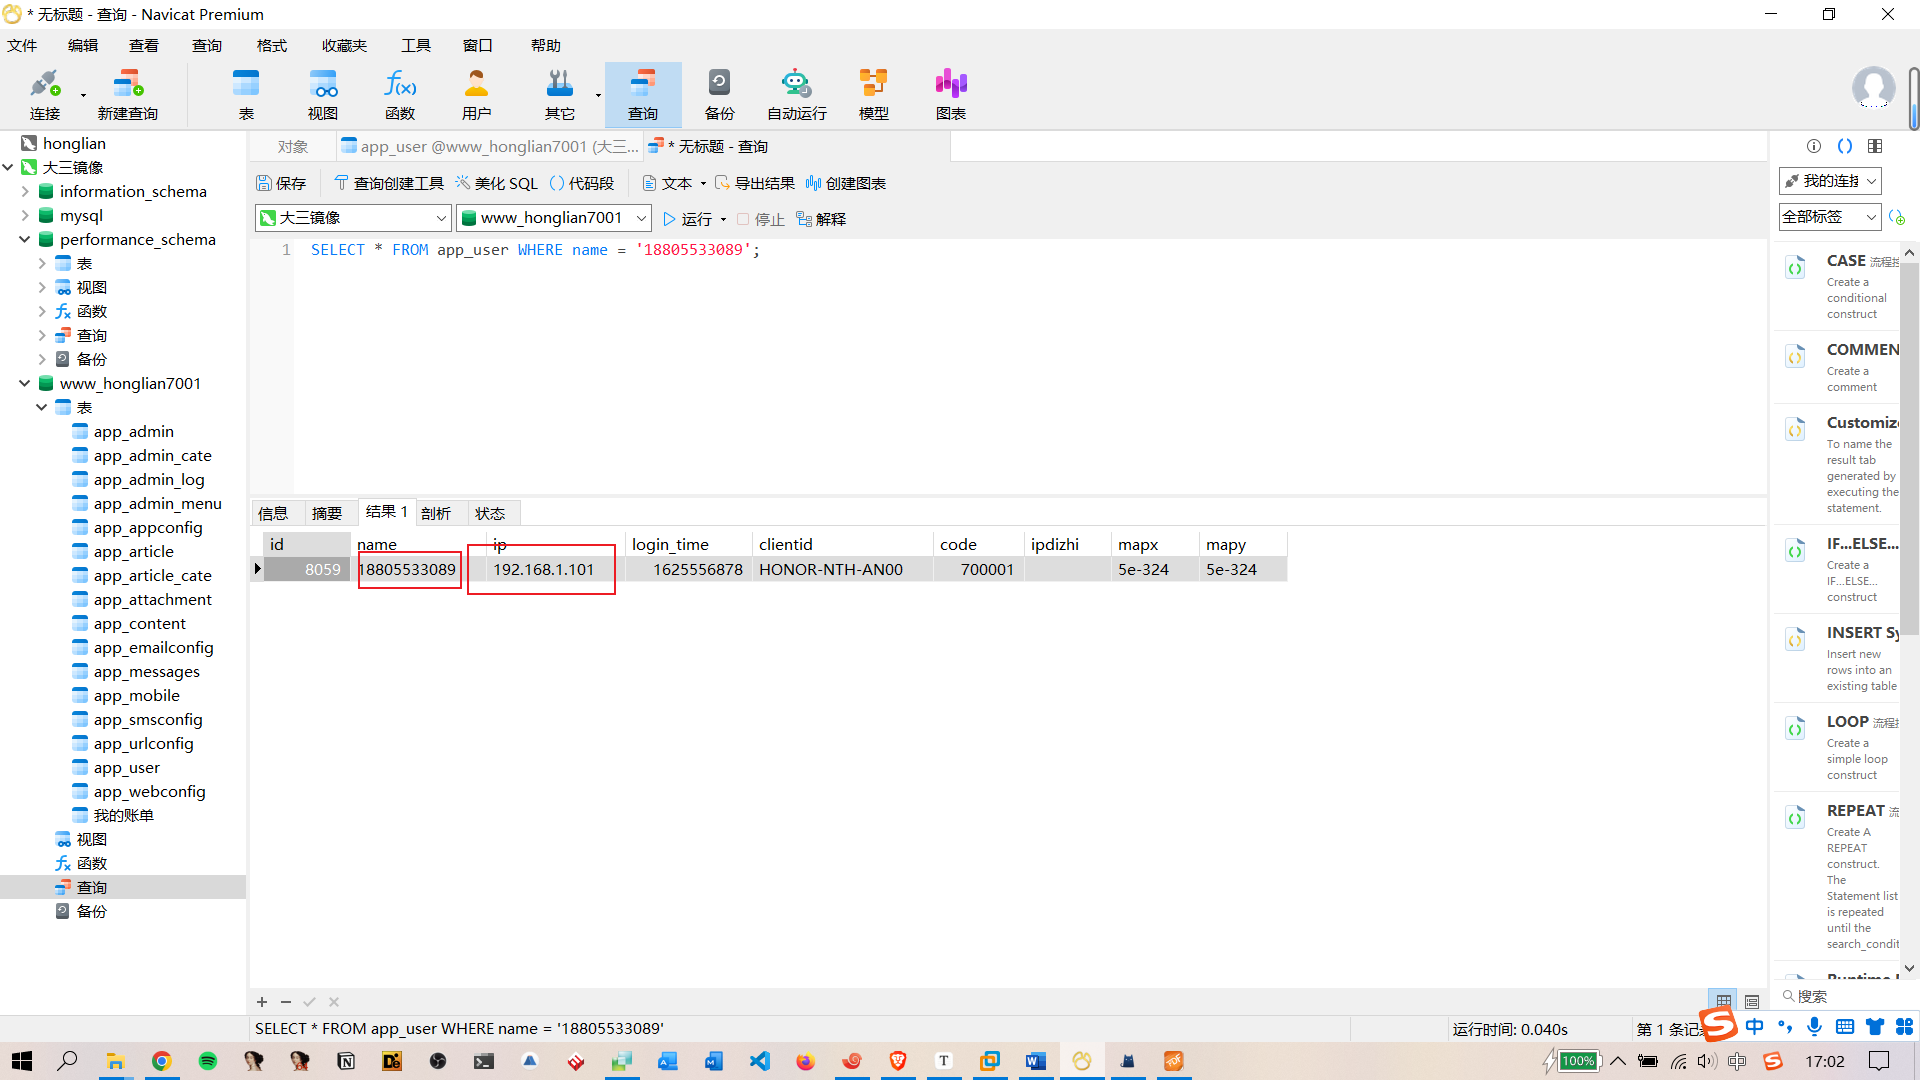 * 无标题 - 查询 - Navicat Premium
文件 编辑 查看 查询 格式 收藏夹 工具 窗口 帮助
连接 新建查询 表 视图 函数 用户 其它 查询 备份 自动运行 模型 图表
honglian
大三镜像
information_schema
mysql
performance_schema
表
视图
函数
查询
备份
www_honglian7001
表
app_admin
app_admin_cate
app_admin_log
app_admin_menu
app_appconfig
app_article
app_article_cate
app_attachment
app_content
app_emailconfig
app_messages
app_mobile
app_smsconfig
app_urlconfig
app_user
app_webconfig
我的账单
视图
函数
查询
备份
对象 app_user @www_honglian7001 (大三... * 无标题 - 查询
保存 查询创建工具 美化 SQL () 代码段 文本 导出结果 创建图表
大三镜像 www_honglian7001 运行 停止 解释
1 SELECT * FROM app_user WHERE name = '18805533089';
信息 摘要 结果 1 剖析 状态
id name ip login_time clientid code ipdizhi mapx mapy
8059 18805533089 192.168.1.101 1625556878 HONOR-NTH-AN00 700001 5e-324 5e-324
我的连接
全部标签
CASE 流程控
Create a
conditional
construct
COMMEN
Create a
comment
Customize
To name the
result tab
generated by
executing the
statement.
IF...ELSE...
Create a
IF...ELSE...
construct
INSERT Sy
Insert new
rows into an
existing table
LOOP 流程控
Create a
simple loop
construct
REPEAT 流
Create A
REPEAT
construct.
The
Statement list
is repeated
until the
search_condit
搜索
SELECT * FROM app_user WHERE name = '18805533089'
运行时间: 0.040s
第 1 条记录
中
100%
中
17:02